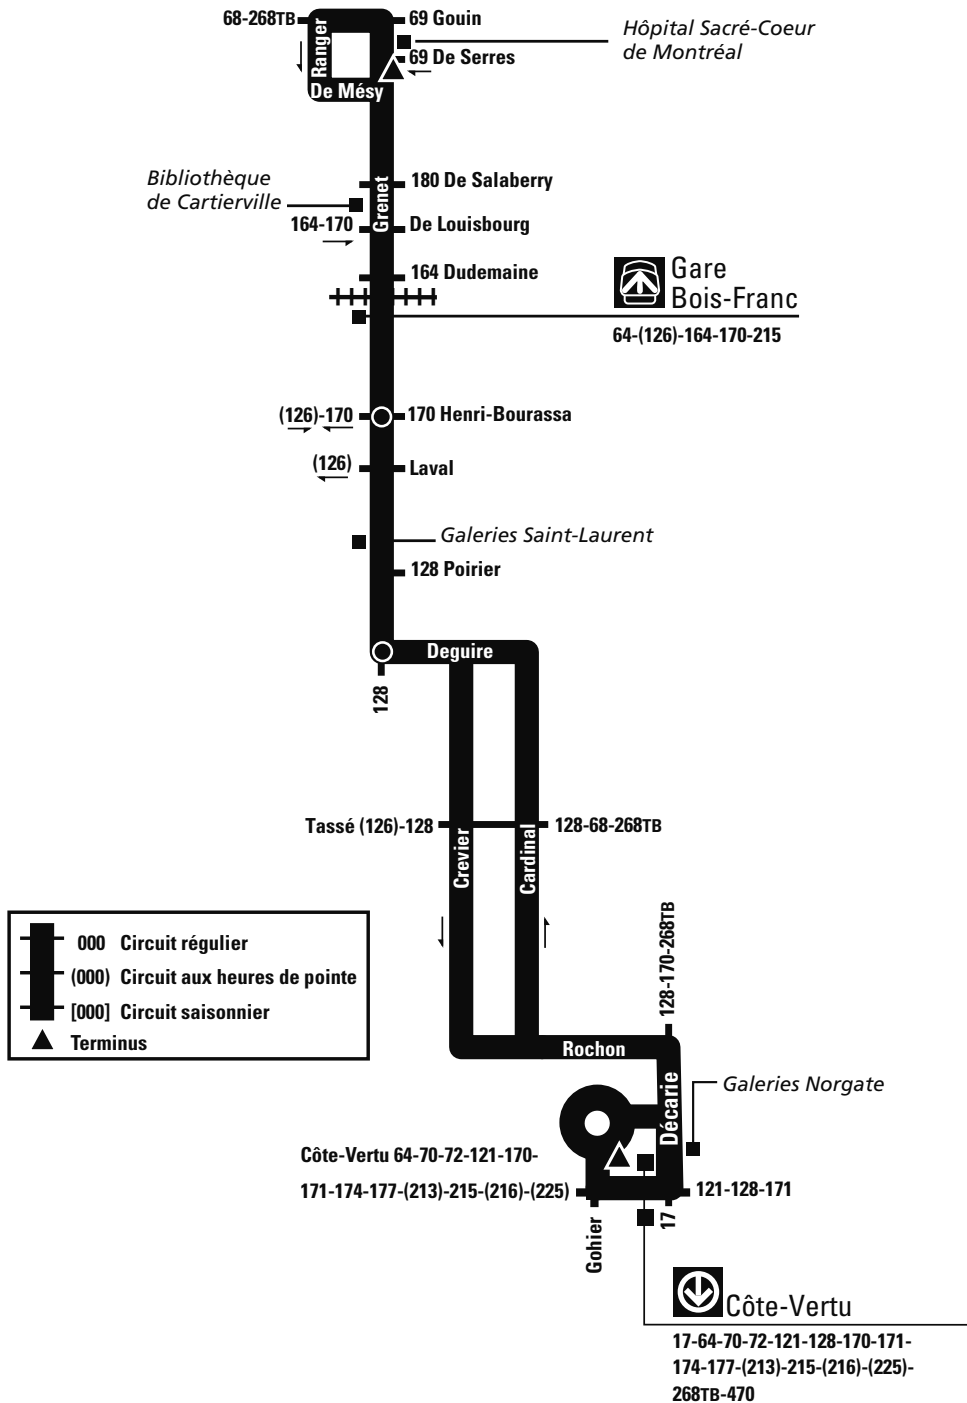 68-268TB
69 Gouin
Hôpital Sacré-Coeur
de Montréal
Ranger
69 De Serres
De Mésy
Bibliothèque
de Cartierville
180 De Salaberry
Grenet
164-170
De Louisbourg
164 Dudemaine
Gare
Bois-Franc
64-(126)-164-170-215
(126)-170
170 Henri-Bourassa
(126)
Laval
Galeries Saint-Laurent
128 Poirier
Deguire
128
Tassé (126)-128
128-68-268TB
Crevier
Cardinal
000 Circuit régulier
(000) Circuit aux heures de pointe
[000] Circuit saisonnier
Terminus
128-170-268TB
Rochon
Décarie
Galeries Norgate
Côte-Vertu 64-70-72-121-170-
171-174-177-(213)-215-(216)-(225)
121-128-171
Gohier
17
Côte-Vertu
17-64-70-72-121-128-170-171-
174-177-(213)-215-(216)-(225)-
268TB-470